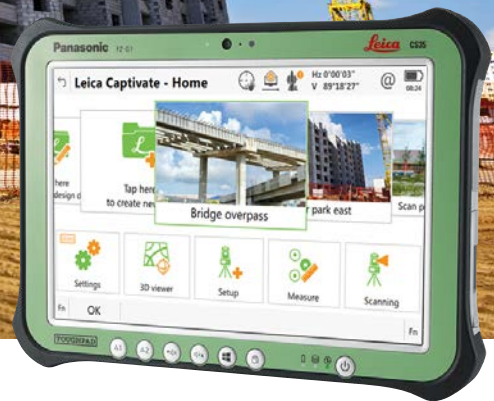 Panasonic FZ-G1
Leica CS35
Leica Captivate - Home
Hz 0°00'03"
V 89°18'27"
@
08:24
here
design d
Tap here
to create ne
Bridge overpass
park east
Scan p
Settings
3D viewer
Setup
Measure
Scanning
Fn OK Fn
TOUGHPAD
A1 A2